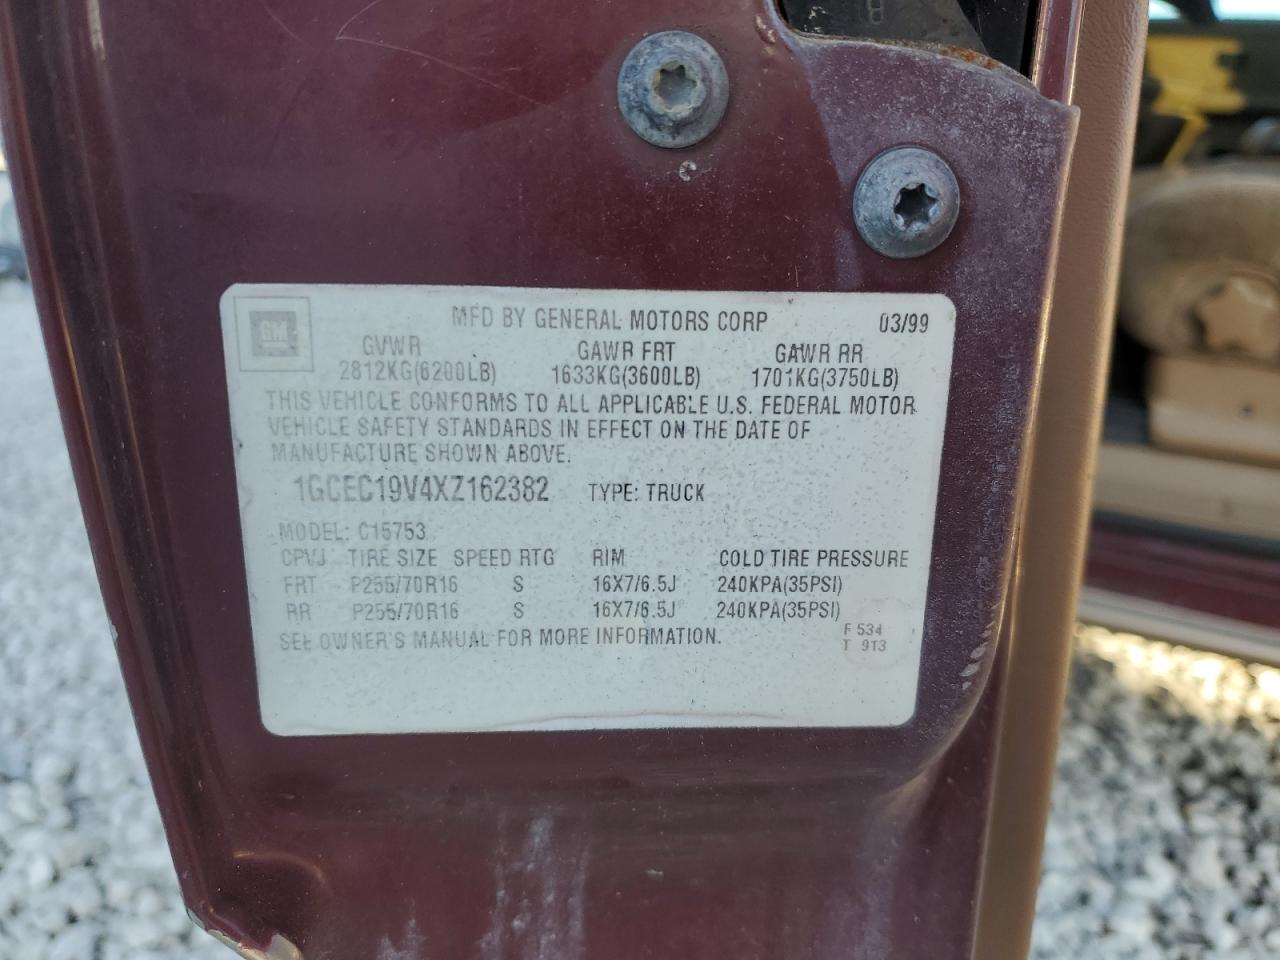 GM
MFD BY GENERAL MOTORS CORP 03/99
GVWR GAWR FRT GAWR RR
2812KG(6200LB) 1633KG(3600LB) 1701KG(3750LB)
THIS VEHICLE CONFORMS TO ALL APPLICABLE U.S. FEDERAL MOTOR
VEHICLE SAFETY STANDARDS IN EFFECT ON THE DATE OF
MANUFACTURE SHOWN ABOVE.
1GCEC19V4XZ162382 TYPE: TRUCK
MODEL: C15753
CPVJ TIRE SIZE SPEED RTG RIM COLD TIRE PRESSURE
FRT P255/70R16 S 16X7/6.5J 240KPA(35PSI)
RR P255/70R16 S 16X7/6.5J 240KPA(35PSI)
SEE OWNER'S MANUAL FOR MORE INFORMATION.
F 534
T 913